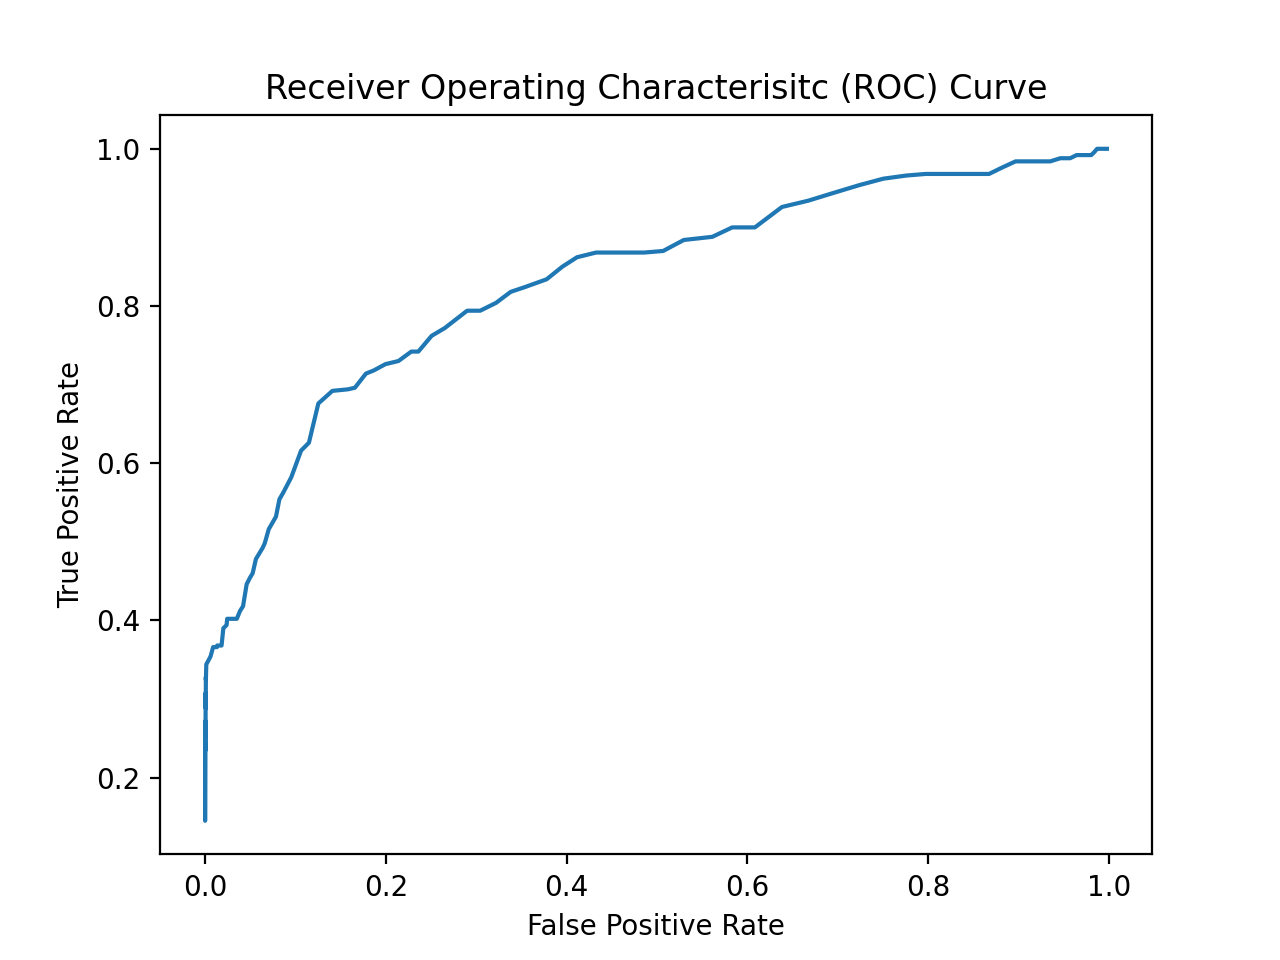 Receiver Operating Characterisitc (ROC) Curve
1.0
0.8
0.6
0.4
0.2
True Positive Rate
0.0 0.2 0.4 0.6 0.8 1.0
False Positive Rate